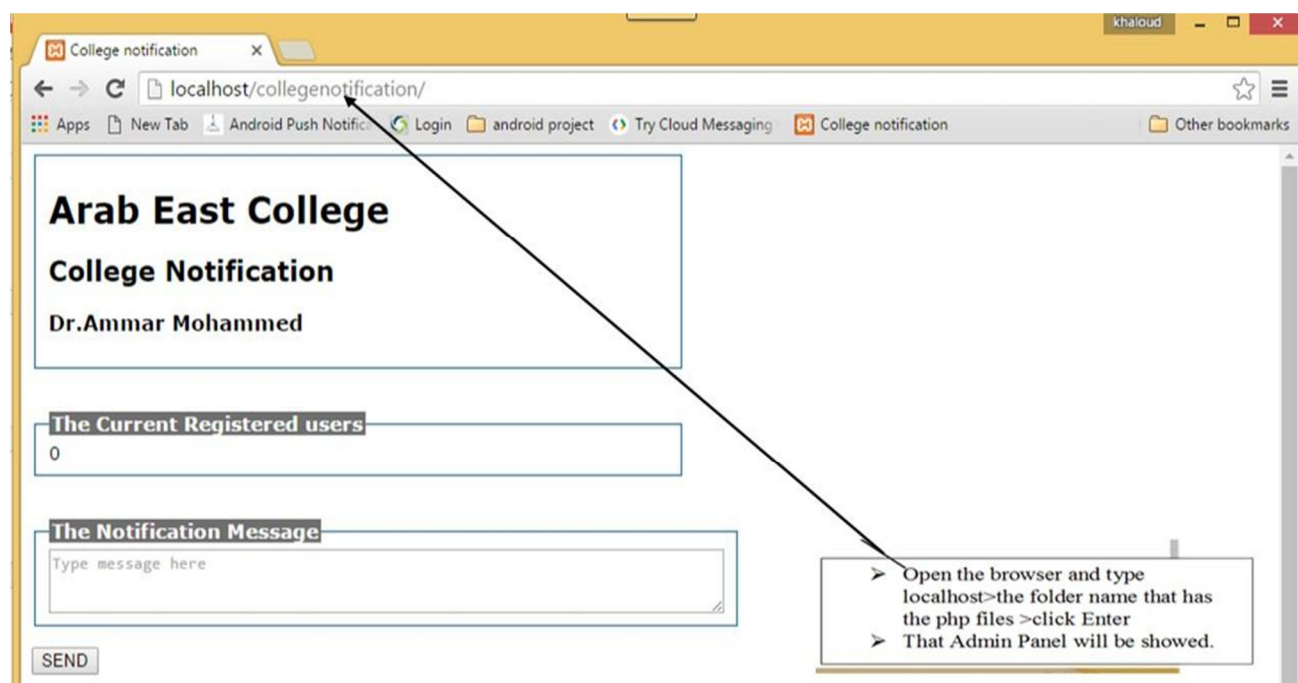 khaloud
College notification
localhost/collegenotification/
Apps New Tab Android Push Notific Login android project Try Cloud Messaging College notification Other bookmarks
Arab East College
College Notification
Dr.Ammar Mohammed
The Current Registered users
0
The Notification Message
Type message here
SEND
➢ Open the browser and type
localhost>the folder name that has
the php files >click Enter
➢ That Admin Panel will be showed.